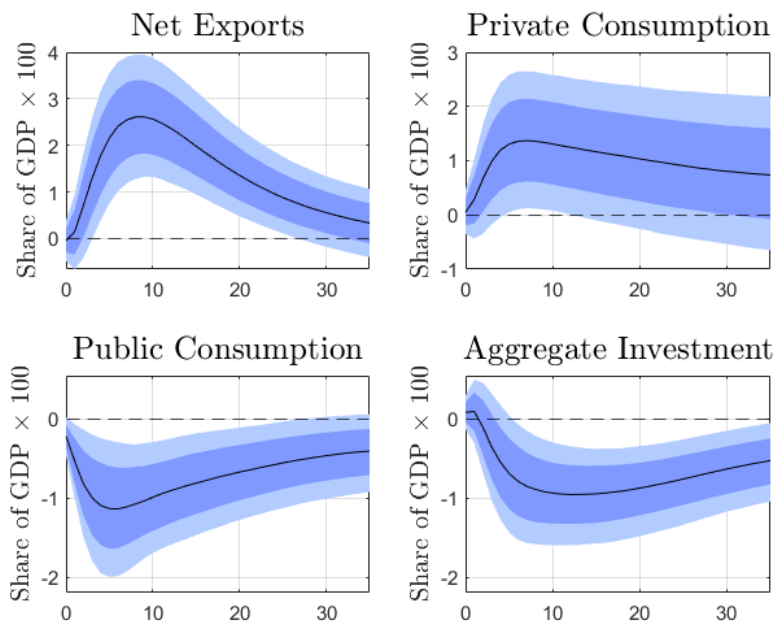 Net Exports
Share of GDP × 100
4
3
2
1
0
0 10 20 30
Private Consumption
Share of GDP × 100
3
2
1
0
-1
0 10 20 30
Public Consumption
Share of GDP × 100
0
-1
-2
0 10 20 30
Aggregate Investment
Share of GDP × 100
0
-1
-2
0 10 20 30